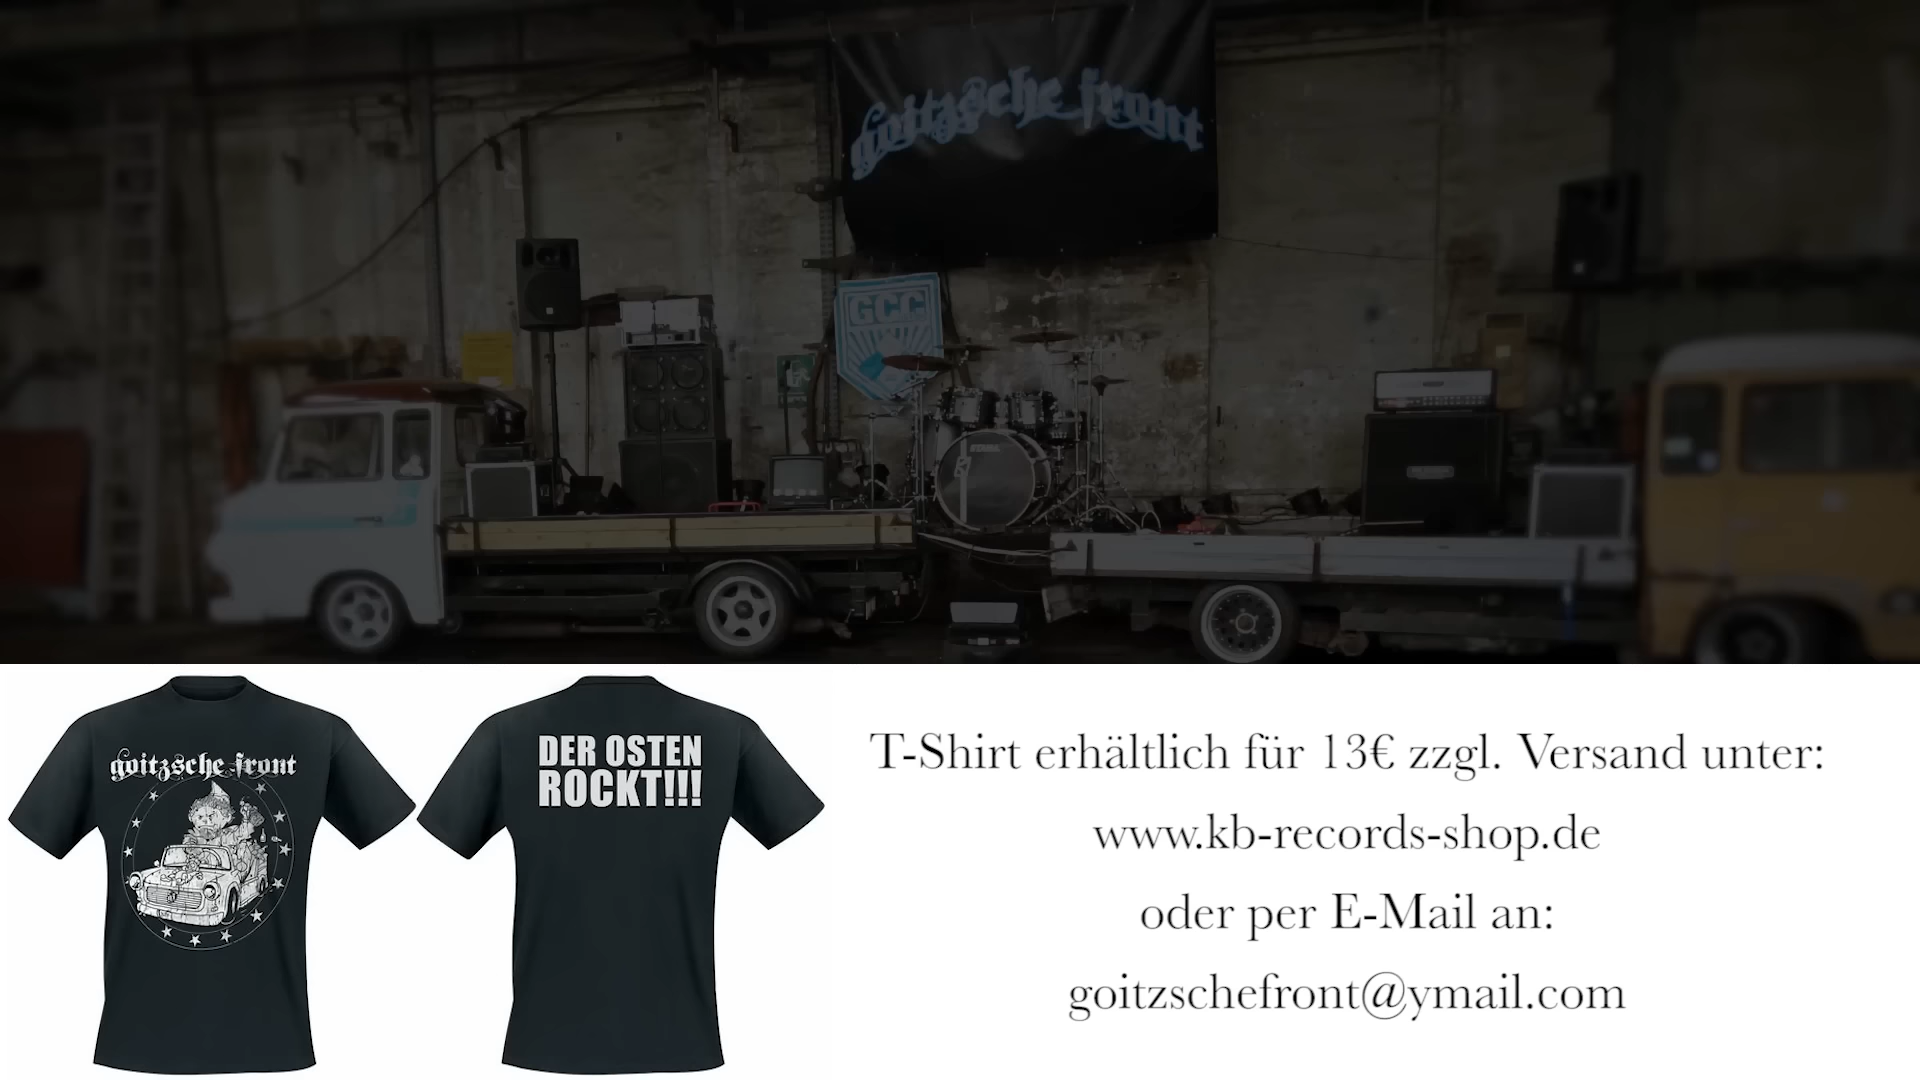 goitzsche front
GCC
TAMA
goitzsche front
DER OSTEN
ROCKT!!!
T-Shirt erhältlich für 13€ zzgl. Versand unter:
www.kb-records-shop.de
oder per E-Mail an:
goitzschefront@ymail.com